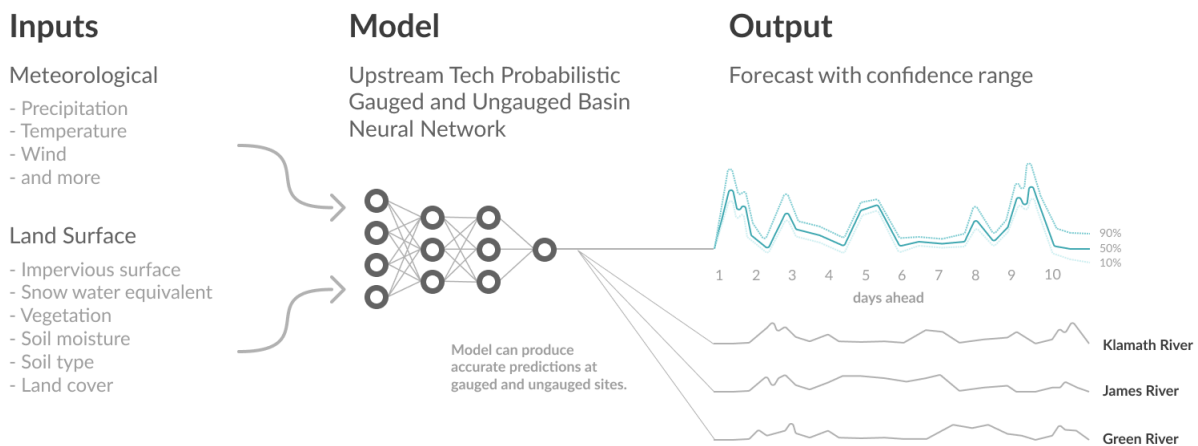 Inputs
Meteorological
- Precipitation
- Temperature
- Wind
- and more
Land Surface
- Impervious surface
- Snow water equivalent
- Vegetation
- Soil moisture
- Soil type
- Land cover
Model
Upstream Tech Probabilistic
Gauged and Ungauged Basin
Neural Network
Model can produce
accurate predictions at
gauged and ungauged sites.
Output
Forecast with confidence range
90%
50%
10%
1 2 3 4 5 6 7 8 9 10
days ahead
Klamath River
James River
Green River